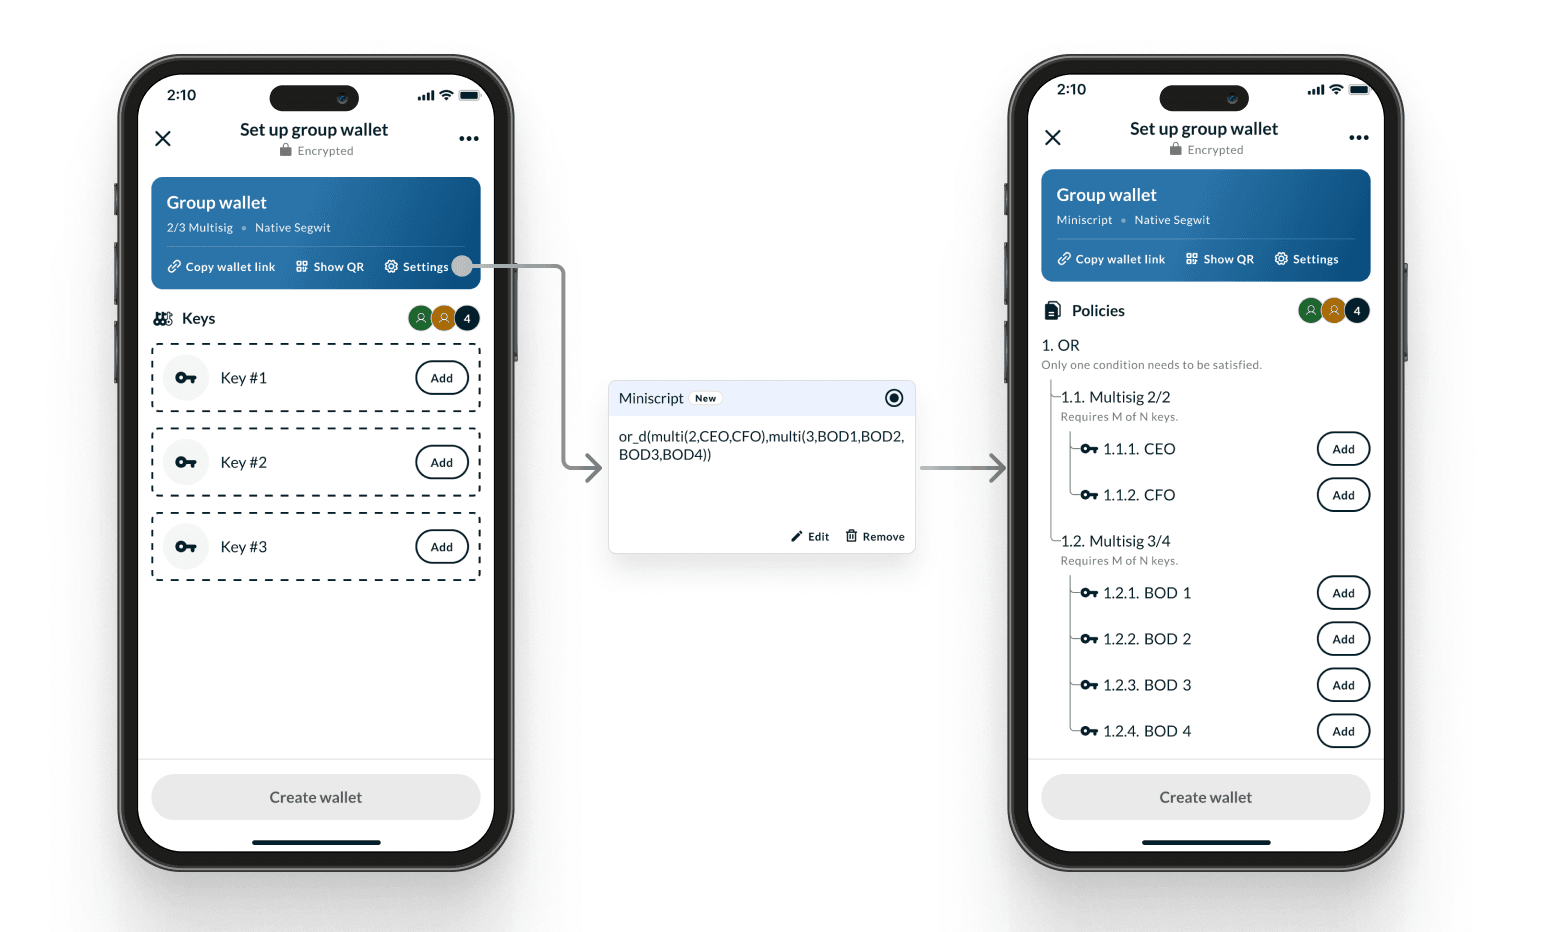 2:10
Set up group wallet
Encrypted
Group wallet
2/3 Multisig • Native Segwit
Copy wallet link Show QR Settings
Keys 4
Key #1 Add
Key #2 Add
Key #3 Add
Create wallet
Miniscript New
or_d(multi(2,CEO,CFO),multi(3,BOD1,BOD2,
BOD3,BOD4))
Edit Remove
2:10
Set up group wallet
Encrypted
Group wallet
Miniscript • Native Segwit
Copy wallet link Show QR Settings
Policies 4
1. OR
Only one condition needs to be satisfied.
1.1. Multisig 2/2
Requires M of N keys.
1.1.1. CEO Add
1.1.2. CFO Add
1.2. Multisig 3/4
Requires M of N keys.
1.2.1. BOD 1 Add
1.2.2. BOD 2 Add
1.2.3. BOD 3 Add
1.2.4. BOD 4 Add
Create wallet